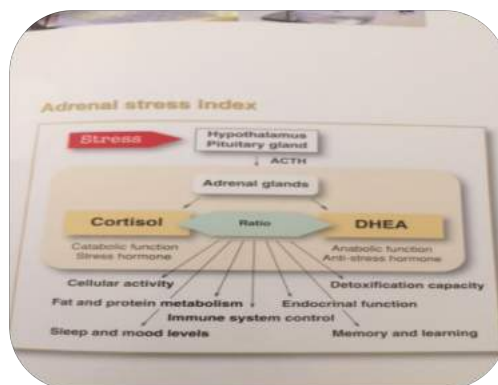 Adrenal stress index
Stress
Hypothalamus
Pituitary gland
ACTH
Adrenal glands
Cortisol
Ratio
DHEA
Catabolic function
Stress hormone
Anabolic function
Anti-stress hormone
Cellular activity
Detoxification capacity
Fat and protein metabolism
Endocrinal function
Immune system control
Sleep and mood levels
Memory and learning